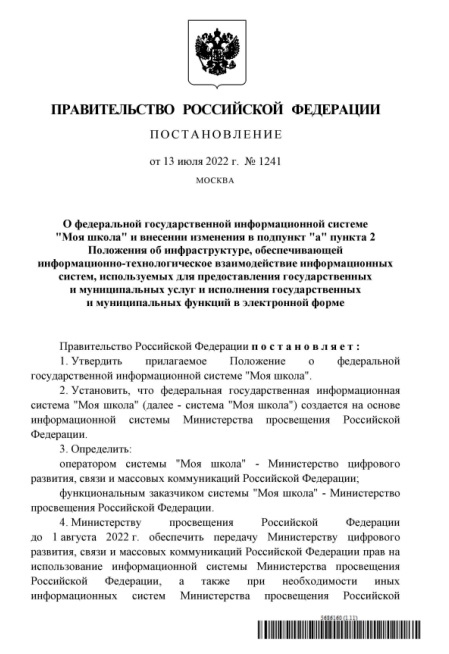 ПРАВИТЕЛЬСТВО РОССИЙСКОЙ ФЕДЕРАЦИИ
ПОСТАНОВЛЕНИЕ
от 13 июля 2022 г. № 1241
МОСКВА
О федеральной государственной информационной системе
"Моя школа" и внесении изменения в подпункт "а" пункта 2
Положения об инфраструктуре, обеспечивающей
информационно-технологическое взаимодействие информационных
систем, используемых для предоставления государственных
и муниципальных услуг и исполнения государственных
и муниципальных функций в электронной форме
Правительство Российской Федерации постановляет:
1. Утвердить прилагаемое Положение о федеральной
государственной информационной системе "Моя школа".
2. Установить, что федеральная государственная информационная
система "Моя школа" (далее - система "Моя школа") создается на основе
информационной системы Министерства просвещения Российской
Федерации.
3. Определить:
оператором системы "Моя школа" - Министерство цифрового
развития, связи и массовых коммуникаций Российской Федерации;
функциональным заказчиком системы "Моя школа" - Министерство
просвещения Российской Федерации.
4. Министерству просвещения Российской Федерации
до 1 августа 2022 г. обеспечить передачу Министерству цифрового
развития, связи и массовых коммуникаций Российской Федерации прав на
использование информационной системы Министерства просвещения
Российской Федерации, а также при необходимости иных
информационных систем Министерства просвещения Российской